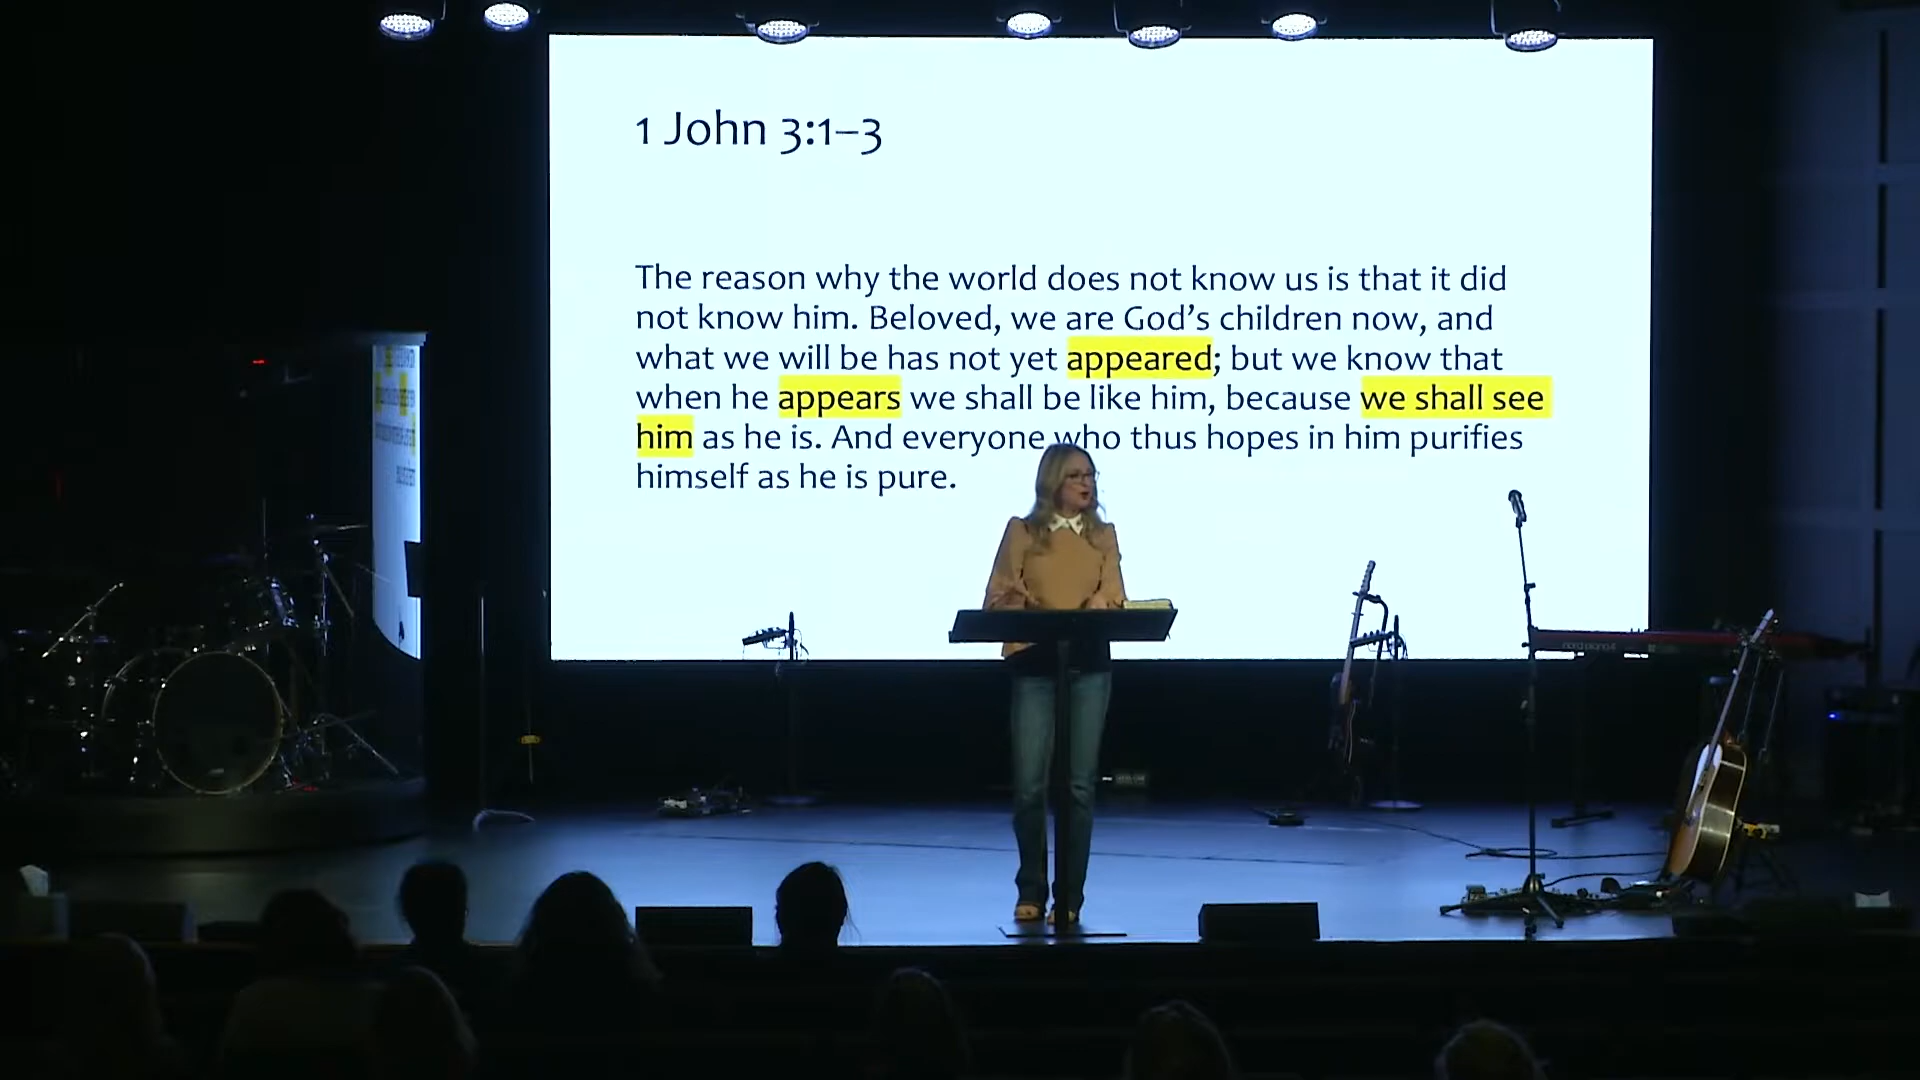 1 John 3:1–3
The reason why the world does not know us is that it did
not know him. Beloved, we are God’s children now, and
what we will be has not yet appeared; but we know that
when he appears we shall be like him, because we shall see
him as he is. And everyone who thus hopes in him purifies
himself as he is pure.